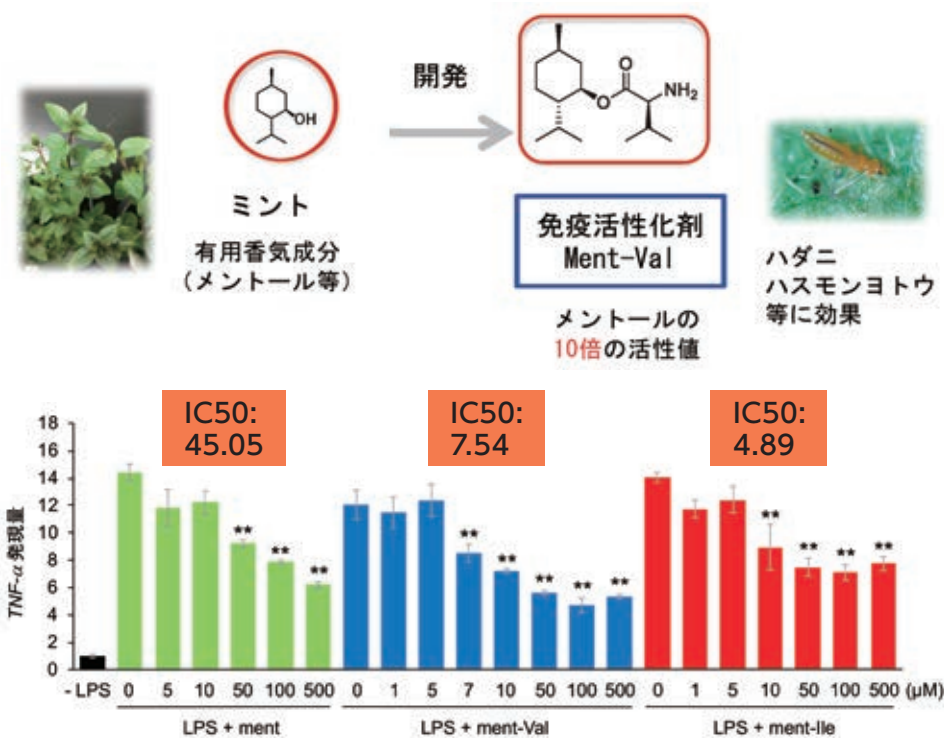 開発
OH
O
O
NH₂
ミント
有用香気成分
(メントール等)
免疫活性化剤
Ment-Val
メントールの
10倍の活性値
ハダニ
ハスモンヨトウ
等に効果
IC50:
45.05
IC50:
7.54
IC50:
4.89
TNF-α 発現量
18
16
14
12
10
8
6
4
2
0
** ** **
** ** ** ** **
** ** ** **
- LPS 0 5 10 50 100 500 0 1 5 7 10 50 100 500 0 1 5 10 50 100 500 (μM)
LPS + ment LPS + ment-Val LPS + ment-Ile